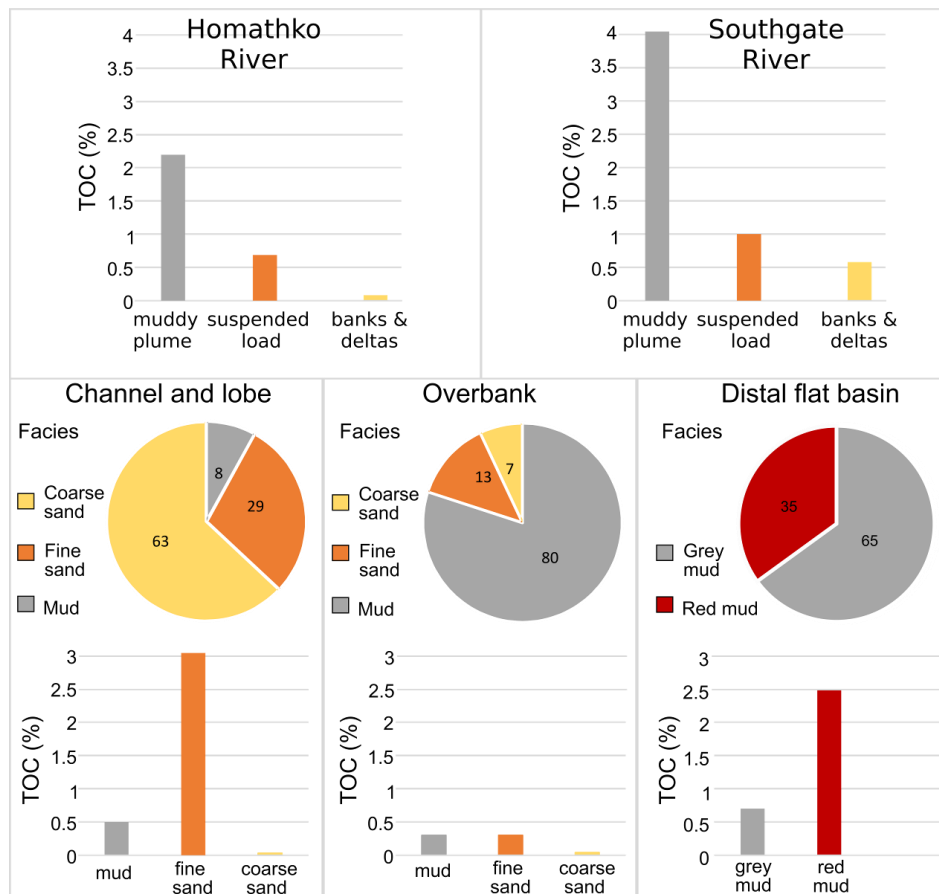 Homathko
River
4
3.5
3
2.5
2
1.5
1
0.5
0
TOC (%)
muddy
plume
suspended
load
banks &
deltas
Southgate
River
4
3.5
3
2.5
2
1.5
1
0.5
0
TOC (%)
muddy
plume
suspended
load
banks &
deltas
Channel and lobe
Facies
Coarse
sand
Fine
sand
Mud
8
29
63
3
2.5
2
1.5
1
0.5
0
TOC (%)
mud
fine
sand
coarse
sand
Overbank
Facies
Coarse
sand
Fine
sand
Mud
7
13
80
3
2.5
2
1.5
1
0.5
0
TOC (%)
mud
fine
sand
coarse
sand
Distal flat basin
Facies
Grey
mud
Red mud
35
65
3
2.5
2
1.5
1
0.5
0
TOC (%)
grey
mud
red
mud